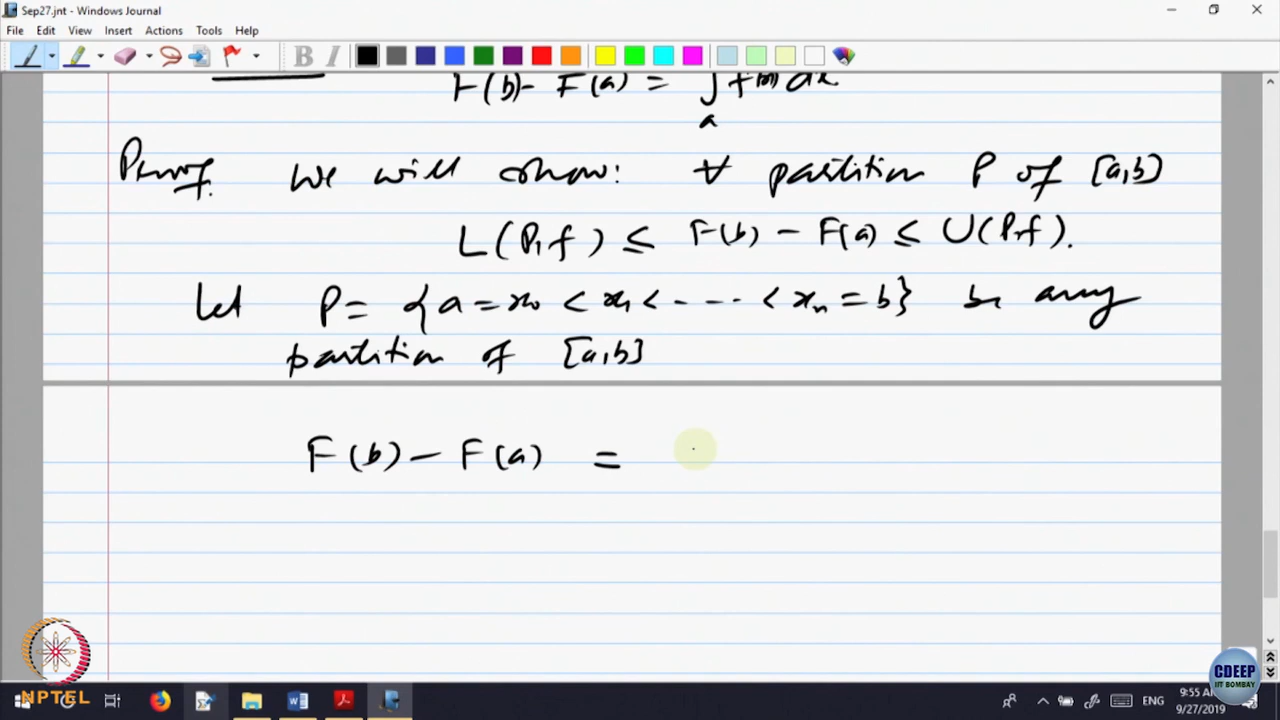 Sep27.jnt - Windows Journal
File Edit View Insert Actions Tools Help
F(b) - F(a) = ∫ f(x) dx
a
Proof. We will show: ∀ partition P of [a,b]
L(P,f) ≤ F(b) - F(a) ≤ U(P,f).
Let P = {a = x₀ < x₁ < - - - - < xₙ = b} be any
partition of [a,b]
F(b) - F(a) =
NPTEL
CDEEP
IIT BOMBAY
ENG
9:55 A
9/27/2019